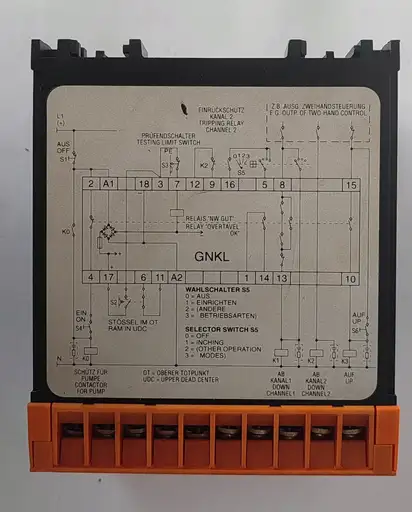 EINRÜCKSCHUTZ
KANAL 2
TRIPPING RELAY
CHANNEL 2
Z.B. AUSG. ZWEIHANDSTEUERUNG
E.G. OUTP. OF TWO-HAND CONTROL
L1
(+)
PRÜFENDSCHALTER
TESTING LIMIT SWITCH
AUS
OFF
S1
PE
S3
K2
0 1 2 3
S5
2 A1 18 3 7 12 9 16 5 8 15
K0
RELAIS "NW GUT"
RELAY "OVERTAVEL
OK"
GNKL
4 17 6 11 A2 1 14 13 10
S2
EIN
ON
S4
STÖSSEL IM OT
RAM IN UDC
WAHLSCHALTER S5
0 = AUS
1 = EINRICHTEN
2 = (ANDERE
3 = BETRIEBSARTEN)
SELECTOR SWITCH S5
0 = OFF
1 = INCHING
2 = (OTHER OPERATION
3 = MODES)
AUF
UP
S6
N
K0
K1
K2
K3
SCHÜTZ FÜR
PUMPE
CONTACTOR
FOR PUMP
OT = OBERER TOTPUNKT
UDC = UPPER DEAD CENTER
AB
KANAL1
DOWN
CHANNEL1
AB
KANAL2
DOWN
CHANNEL2
AUF
UP